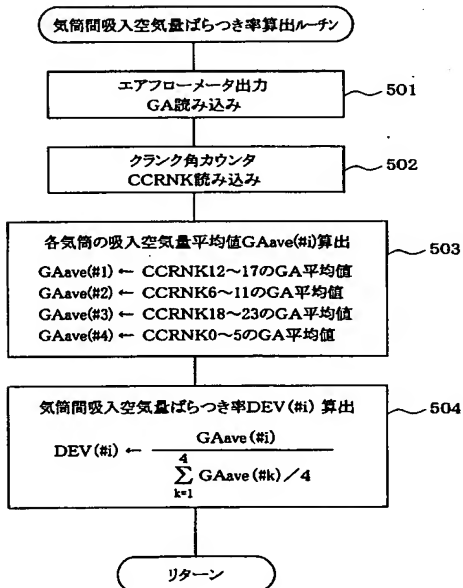 気筒間吸入空気量ばらつき率算出ルーチン
エアフローメータ出力
GA読み込み
501
クランク角カウンタ
CCRNK読み込み
502
各気筒の吸入空気量平均値GAave(#i)算出
503
GAave(#1) ← CCRNK12～17のGA平均値
GAave(#2) ← CCRNK6～11のGA平均値
GAave(#3) ← CCRNK18～23のGA平均値
GAave(#4) ← CCRNK0～5のGA平均値
気筒間吸入空気量ばらつき率DEV(#i) 算出
504
GAave(#i)
DEV(#i) ←
4
Σ GAave(#k)／4
k=1
リターン